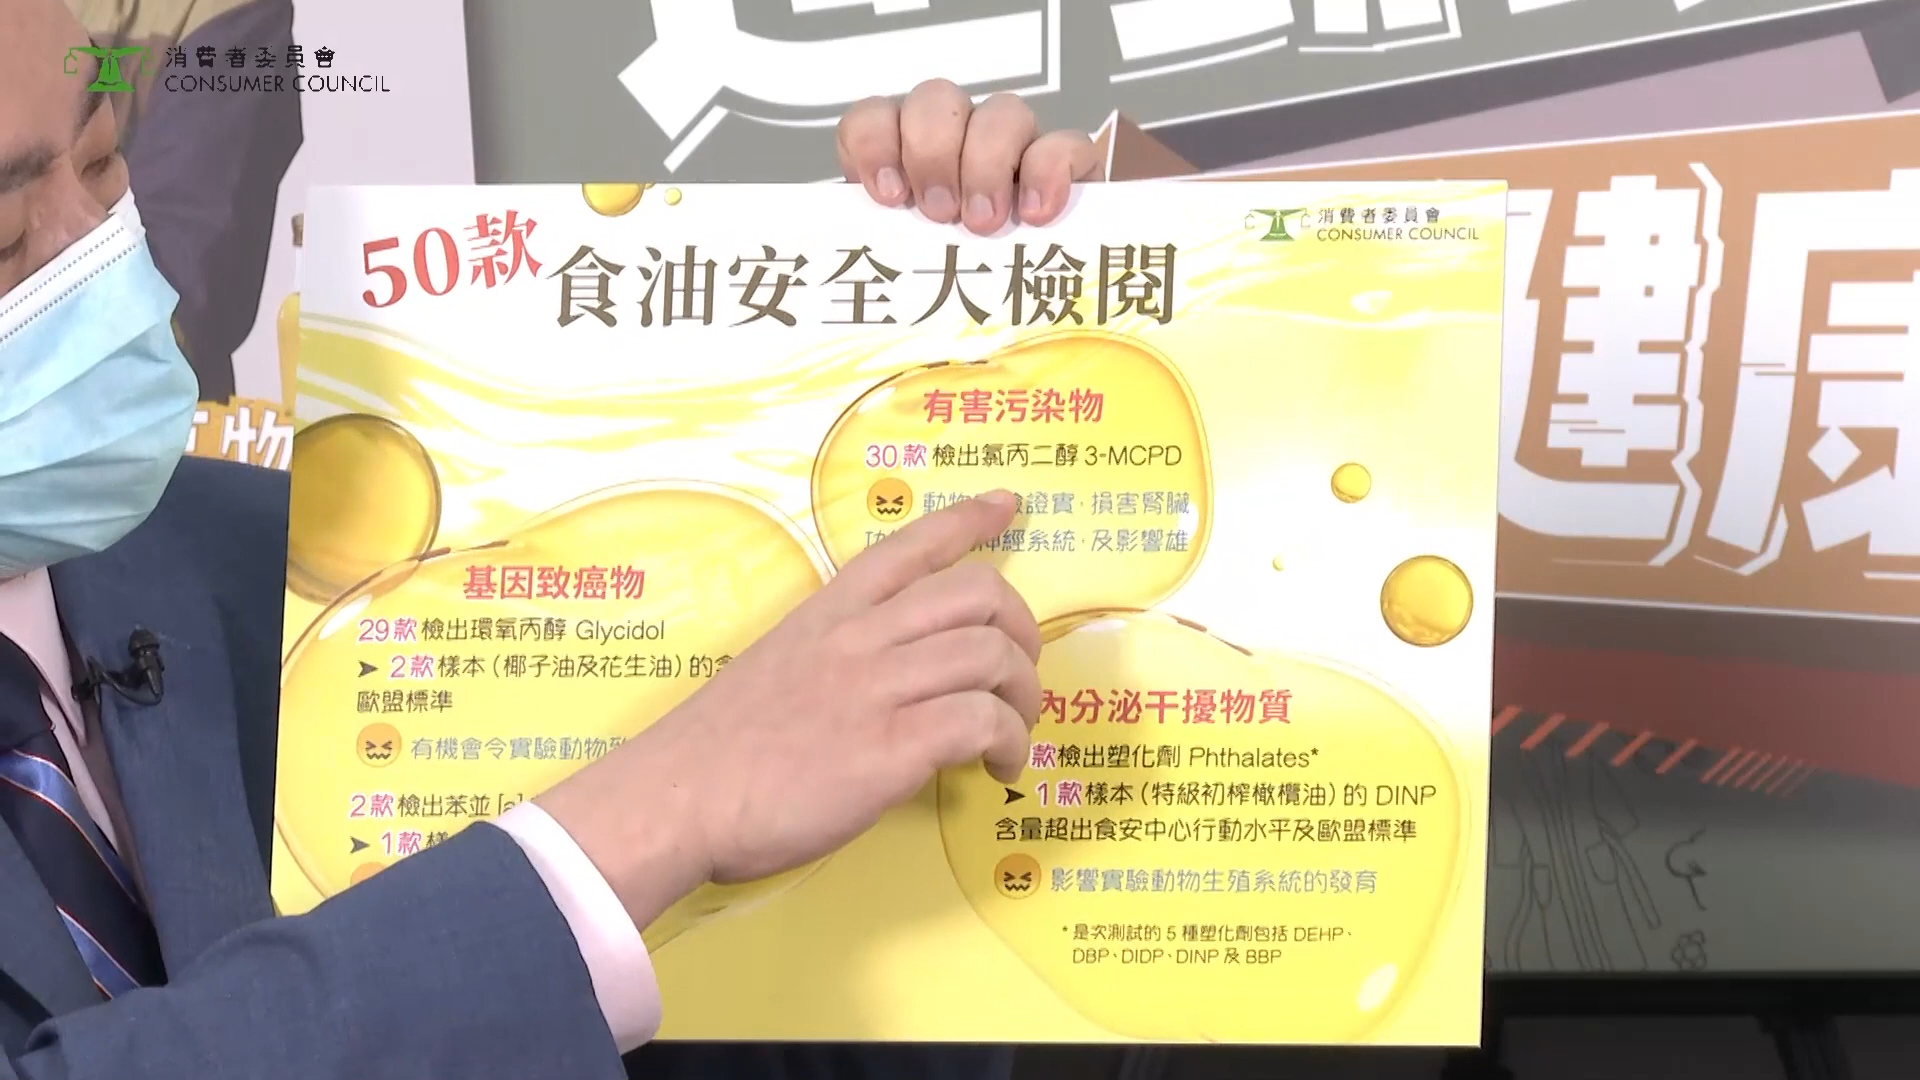 消費者委員會
CONSUMER COUNCIL
消費者委員會
CONSUMER COUNCIL
50款
食油安全大檢閱
有害污染物
30款檢出氯丙二醇 3-MCPD
證實，損害腎臟
神經系統，及影響雄
基因致癌物
29款檢出環氧丙醇 Glycidol
➤ 2款樣本（椰子油及花生油）的
歐盟標準
有機會令實驗動物
2款檢出苯並[a]
➤ 1款樣
內分泌干擾物質
款檢出塑化劑 Phthalates*
➤ 1款樣本（特級初榨橄欖油）的 DINP
含量超出食安中心行動水平及歐盟標準
影響實驗動物生殖系統的發育
* 是次測試的 5 種塑化劑包括 DEHP、
DBP、DIDP、DINP 及 BBP
物
健康